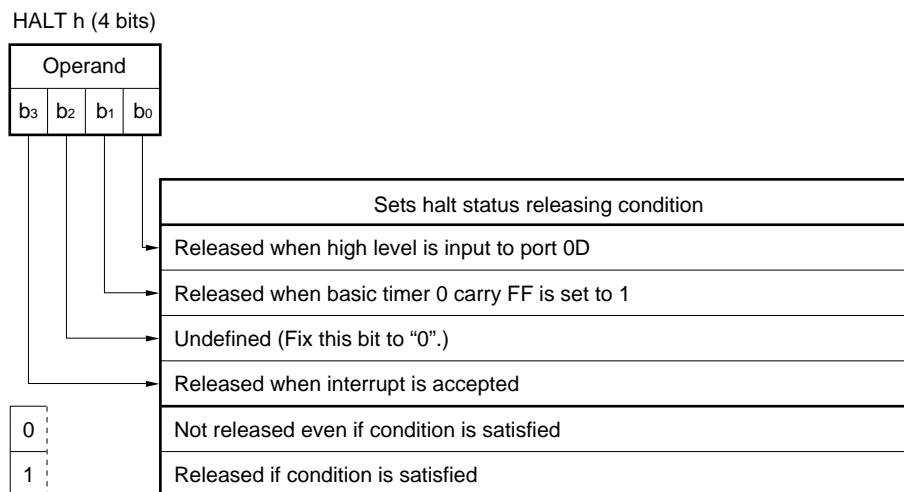 HALT h (4 bits)
Operand
b3 b2 b1 b0
Sets halt status releasing condition
Released when high level is input to port 0D
Released when basic timer 0 carry FF is set to 1
Undefined (Fix this bit to “0”.)
Released when interrupt is accepted
0 Not released even if condition is satisfied
1 Released if condition is satisfied